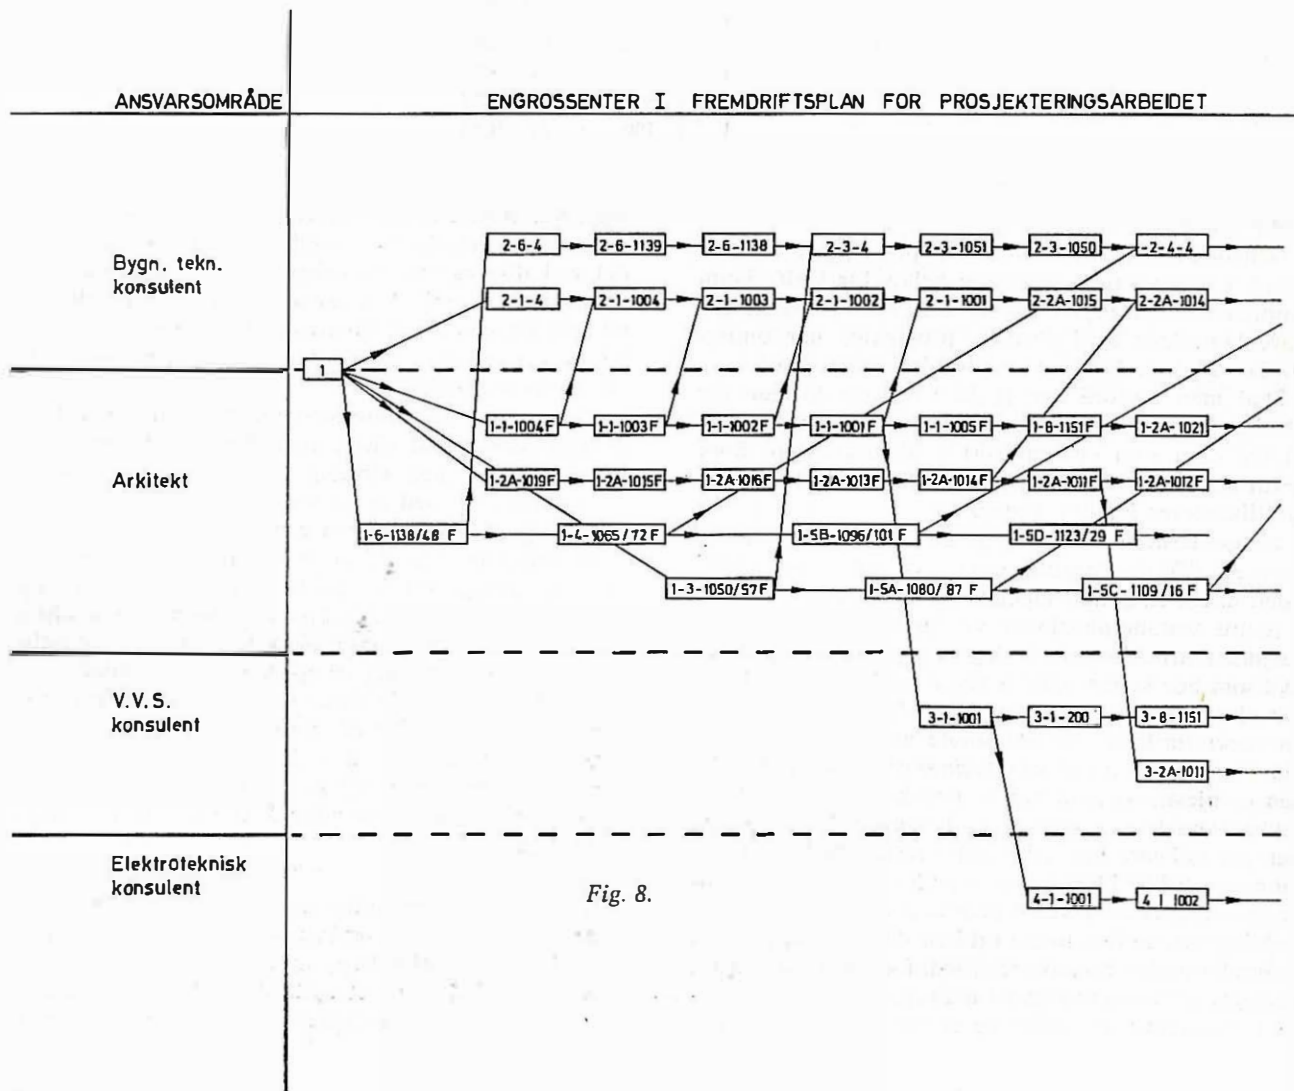 ANSVARSOMRÅDE
ENGROSSENTER I FREMDRIFTSPLAN FOR PROSJEKTERINGSARBEIDET
Bygn. tekn.
konsulent
2-6-4 2-6-1139 2-6-1138 2-3-4 2-3-1051 2-3-1050 -2-4-4
2-1-4 2-1-1004 2-1-1003 2-1-1002 2-1-1001 2-2A-1015 2-2A-1014
1
Arkitekt
1-1-1004F 1-1-1003F 1-1-1002F 1-1-1001F 1-1-1005F 1-8-1151F 1-2A-1021
1-2A-1019F 1-2A-1015F 1-2A-1016F 1-2A-1013F 1-2A-1014F 1-2A-1011F 1-2A-1012F
1-6-1138/48 F 1-4-1065/72 F 1-5B-1096/101 F 1-5D-1123/29 F
1-3-1050/57F 1-5A-1080/87 F 1-5C-1109/16 F
V.V.S.
konsulent
3-1-1001 3-1-200 3-8-1151
3-2A-1011
Elektroteknisk
konsulent
4-1-1001 4 1 1002
Fig. 8.